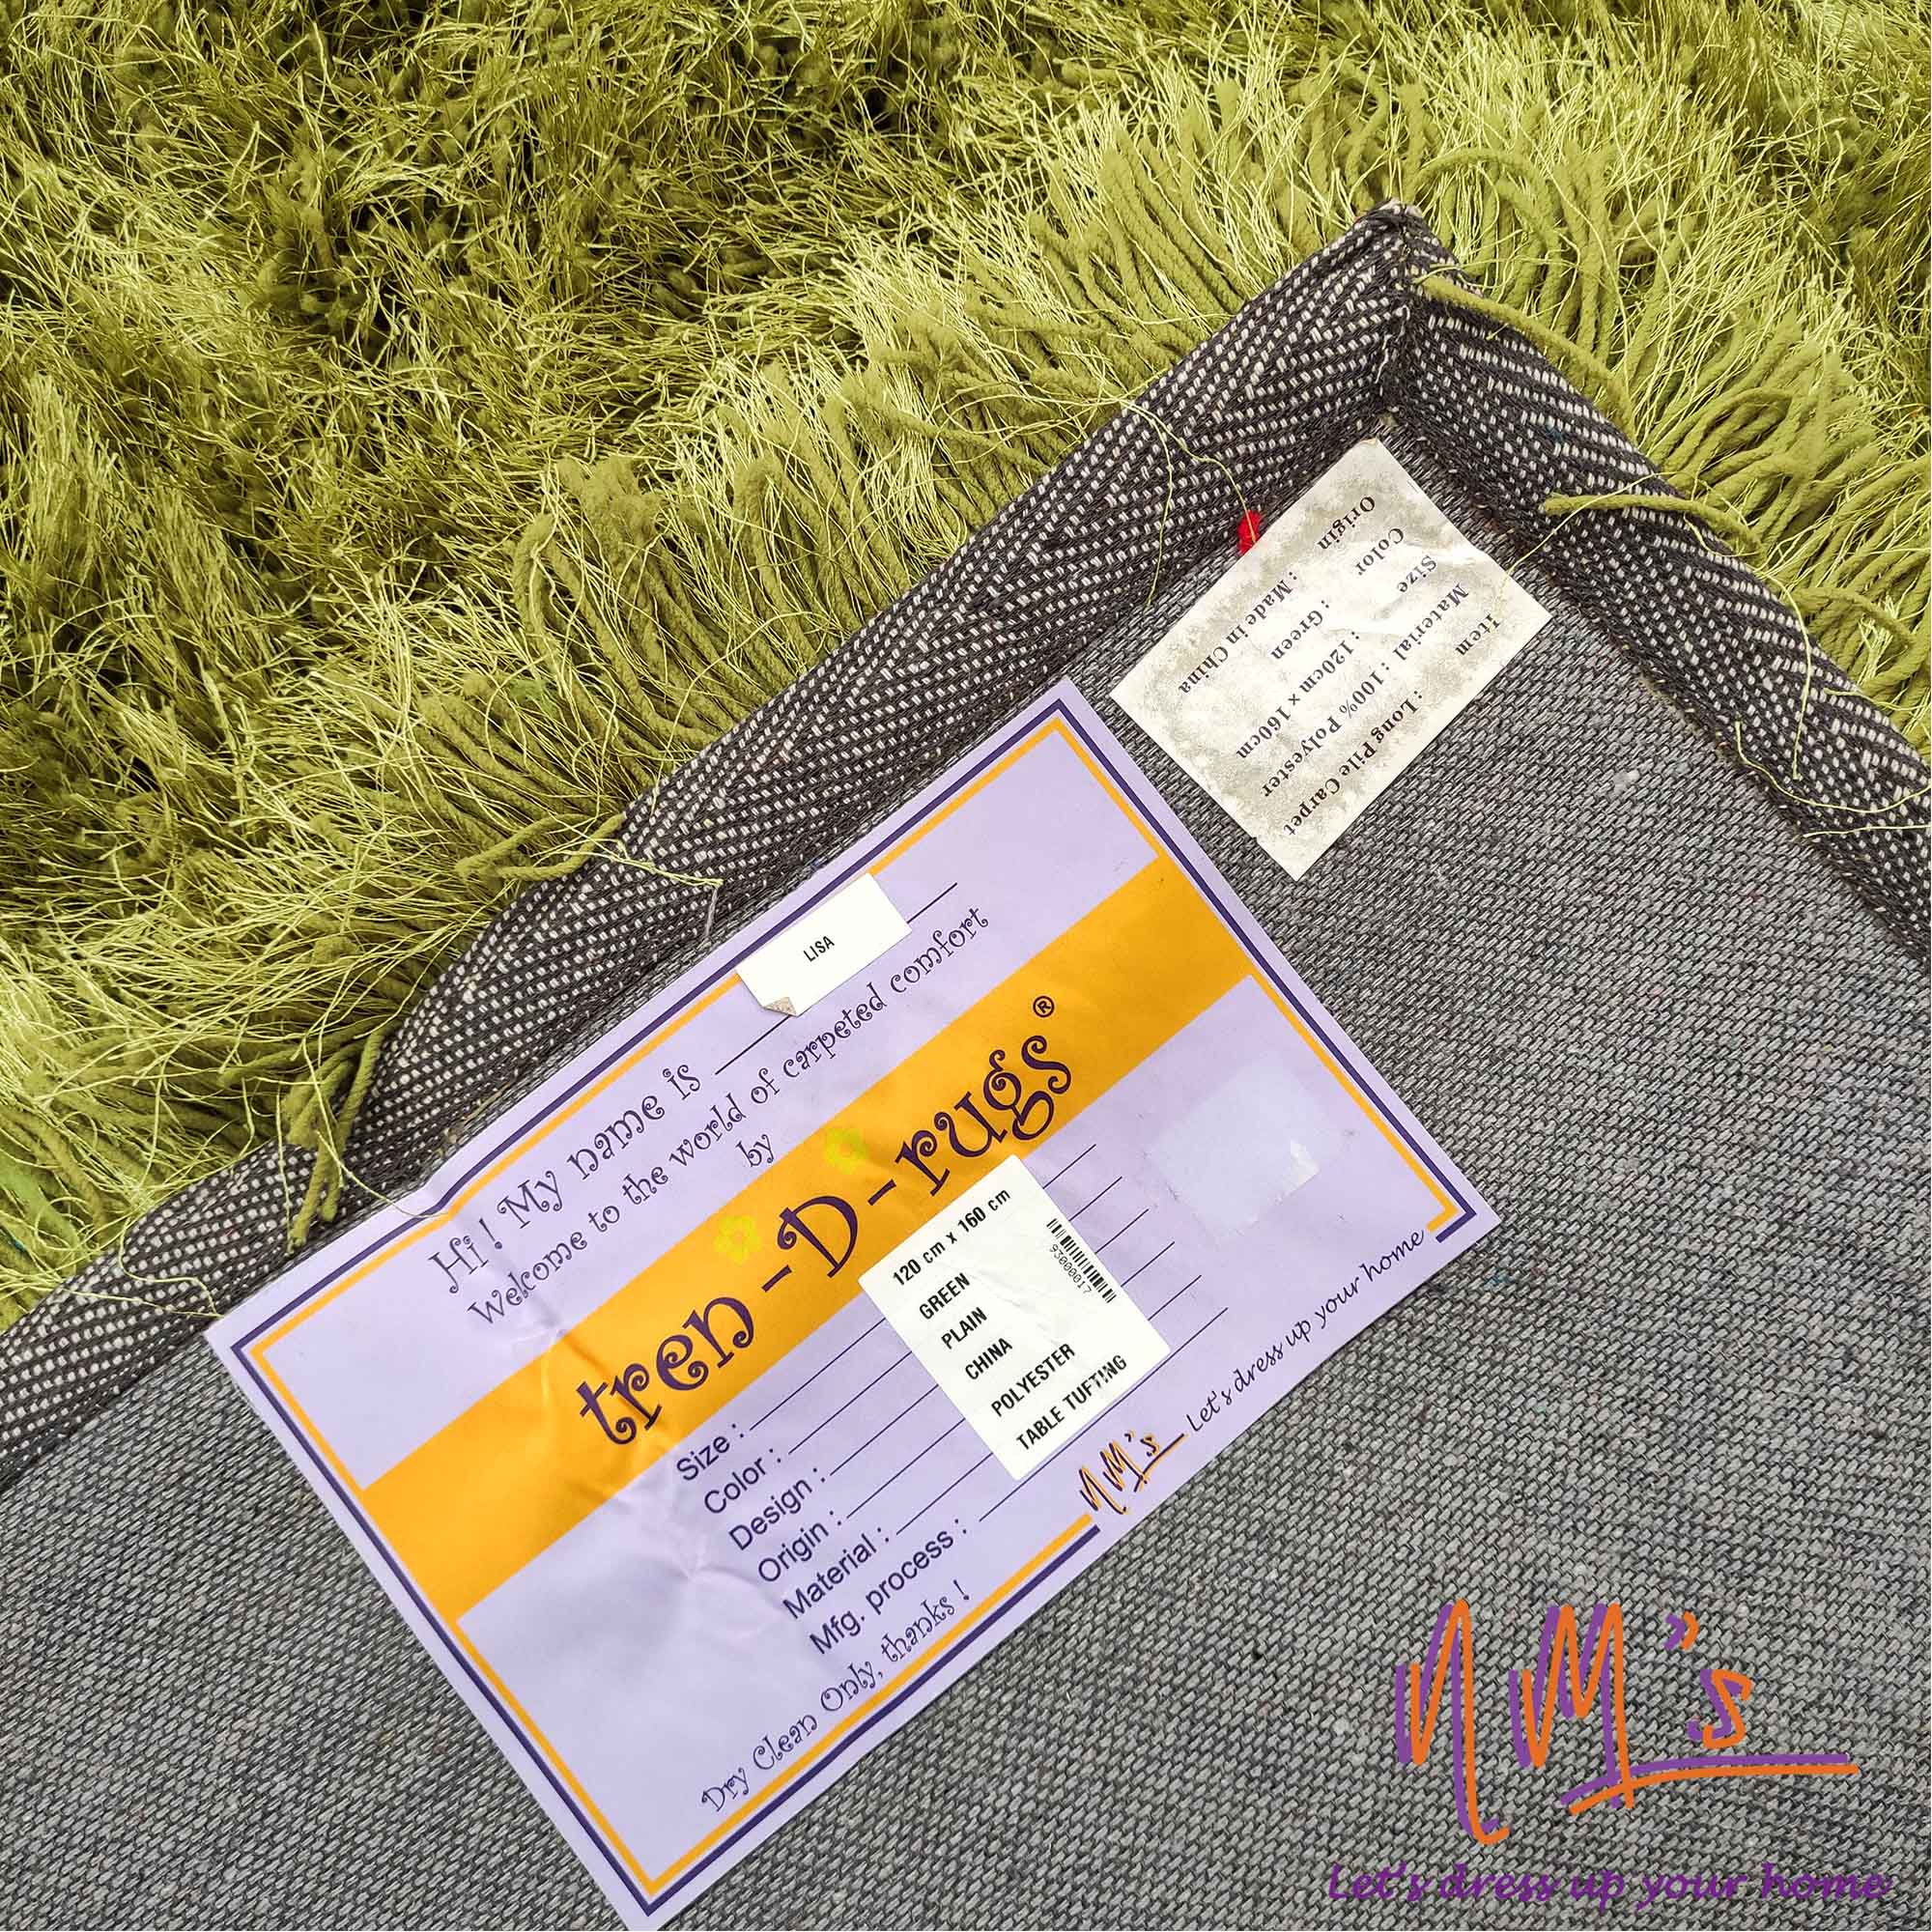 Item : Long Pile Carpet
Material : 100% Polyester
Size : 120cm x 160cm
Color : Green
Origin : Made in China
LISA
Hi ! My name is
Welcome to the world of carpeted comfort
by
tren-D-rugs®
120 cm x 160 cm
GREEN
PLAIN
CHINA
POLYESTER
TABLE TUFTING
93000017
Size :
Color :
Design :
Origin :
Material :
Mfg. process :
NM's Let's dress up your home
Dry Clean Only, thanks !
NM's
Let's dress up your home